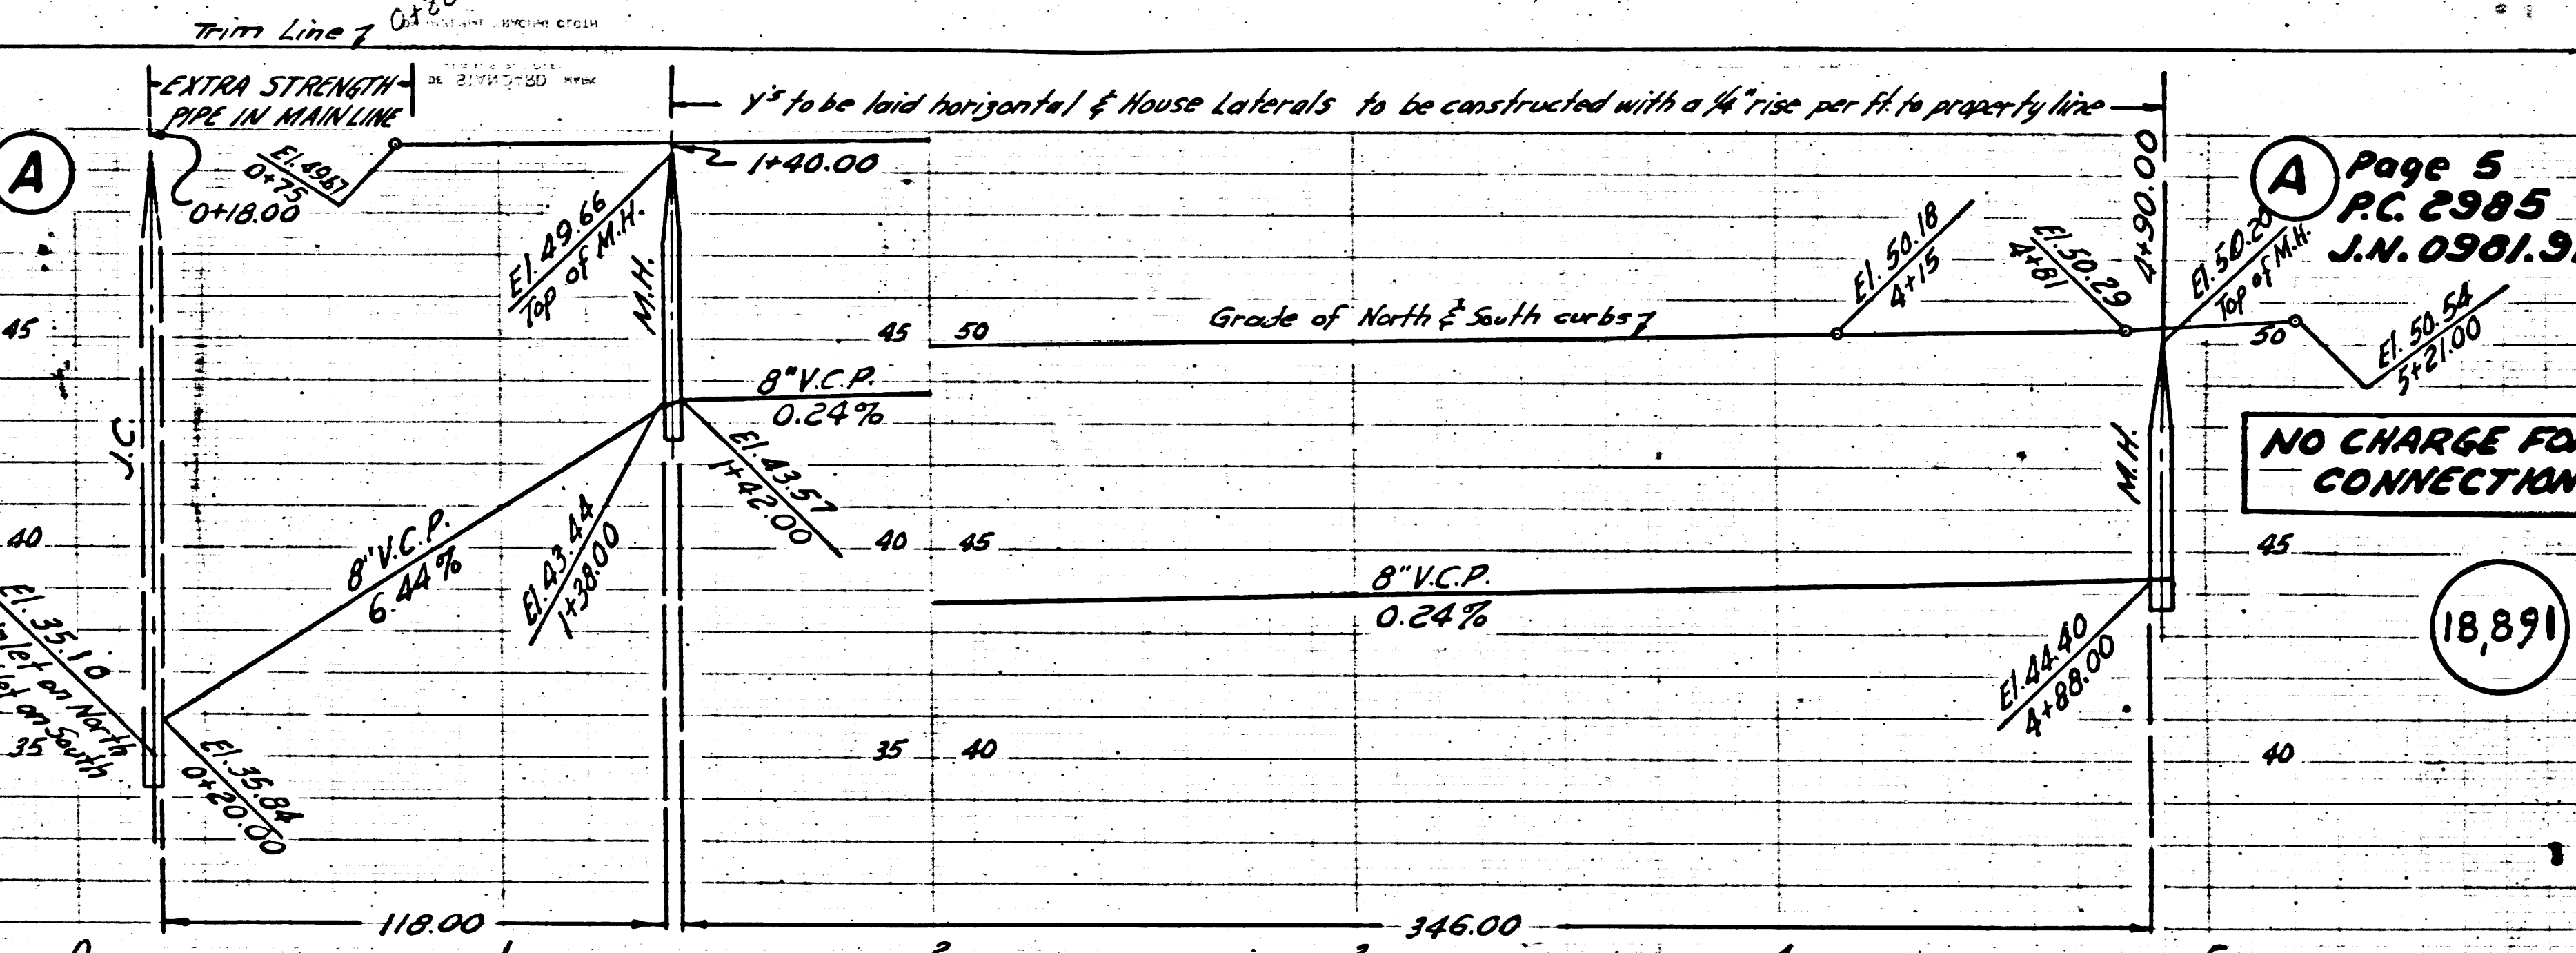 Trim Line
EXTRA STRENGTH
PIPE IN MAINLINE
Y's to be laid horizontal & House Laterals to be constructed with a 1/4" rise per ft. to property line
A
El. 49.67
0+75
0+18.00
1+40.00
El. 49.66
Top of M.H.
M.H.
4+90.00
A
Page 5
P.C. 2985
J.N. 0981.9
El. 50.18
4+15
El. 50.29
4+81
El. 50.20
Top of M.H.
El. 50.54
5+21.00
Grade of North & South curbs
45
45
50
50
8" V.C.P.
0.24%
NO CHARGE FO
CONNECTION
El. 43.57
1+42.00
M.H.
8" V.C.P.
6.44%
El. 43.44
1+38.00
40
40
45
45
8" V.C.P.
0.24%
18,891
El. 35.10
Inlet on North
let on South
El. 44.40
4+88.00
35
35
40
40
El. 35.84
0+20.00
118.00
346.00